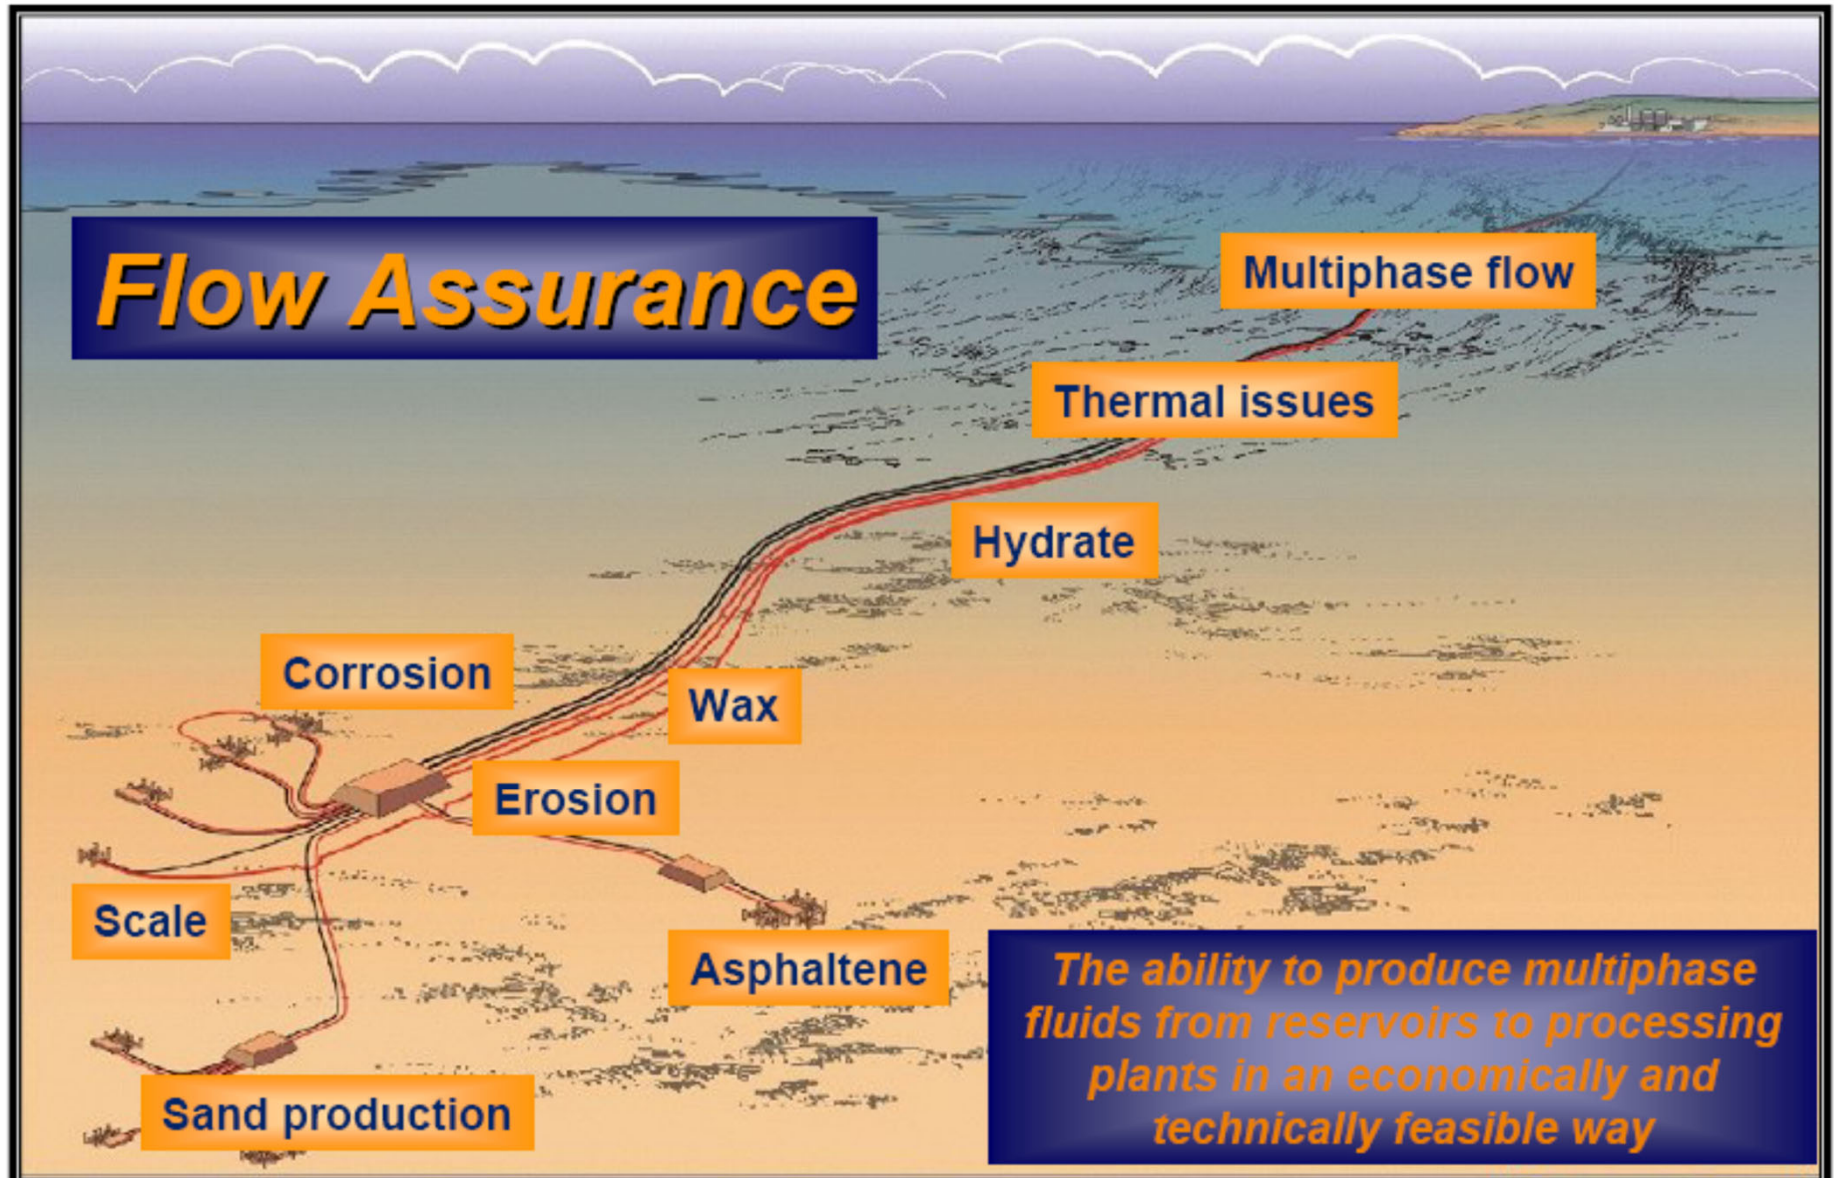 Flow Assurance
Multiphase flow
Thermal issues
Hydrate
Corrosion
Wax
Erosion
Scale
Asphaltene
Sand production
The ability to produce multiphase
fluids from reservoirs to processing
plants in an economically and
technically feasible way